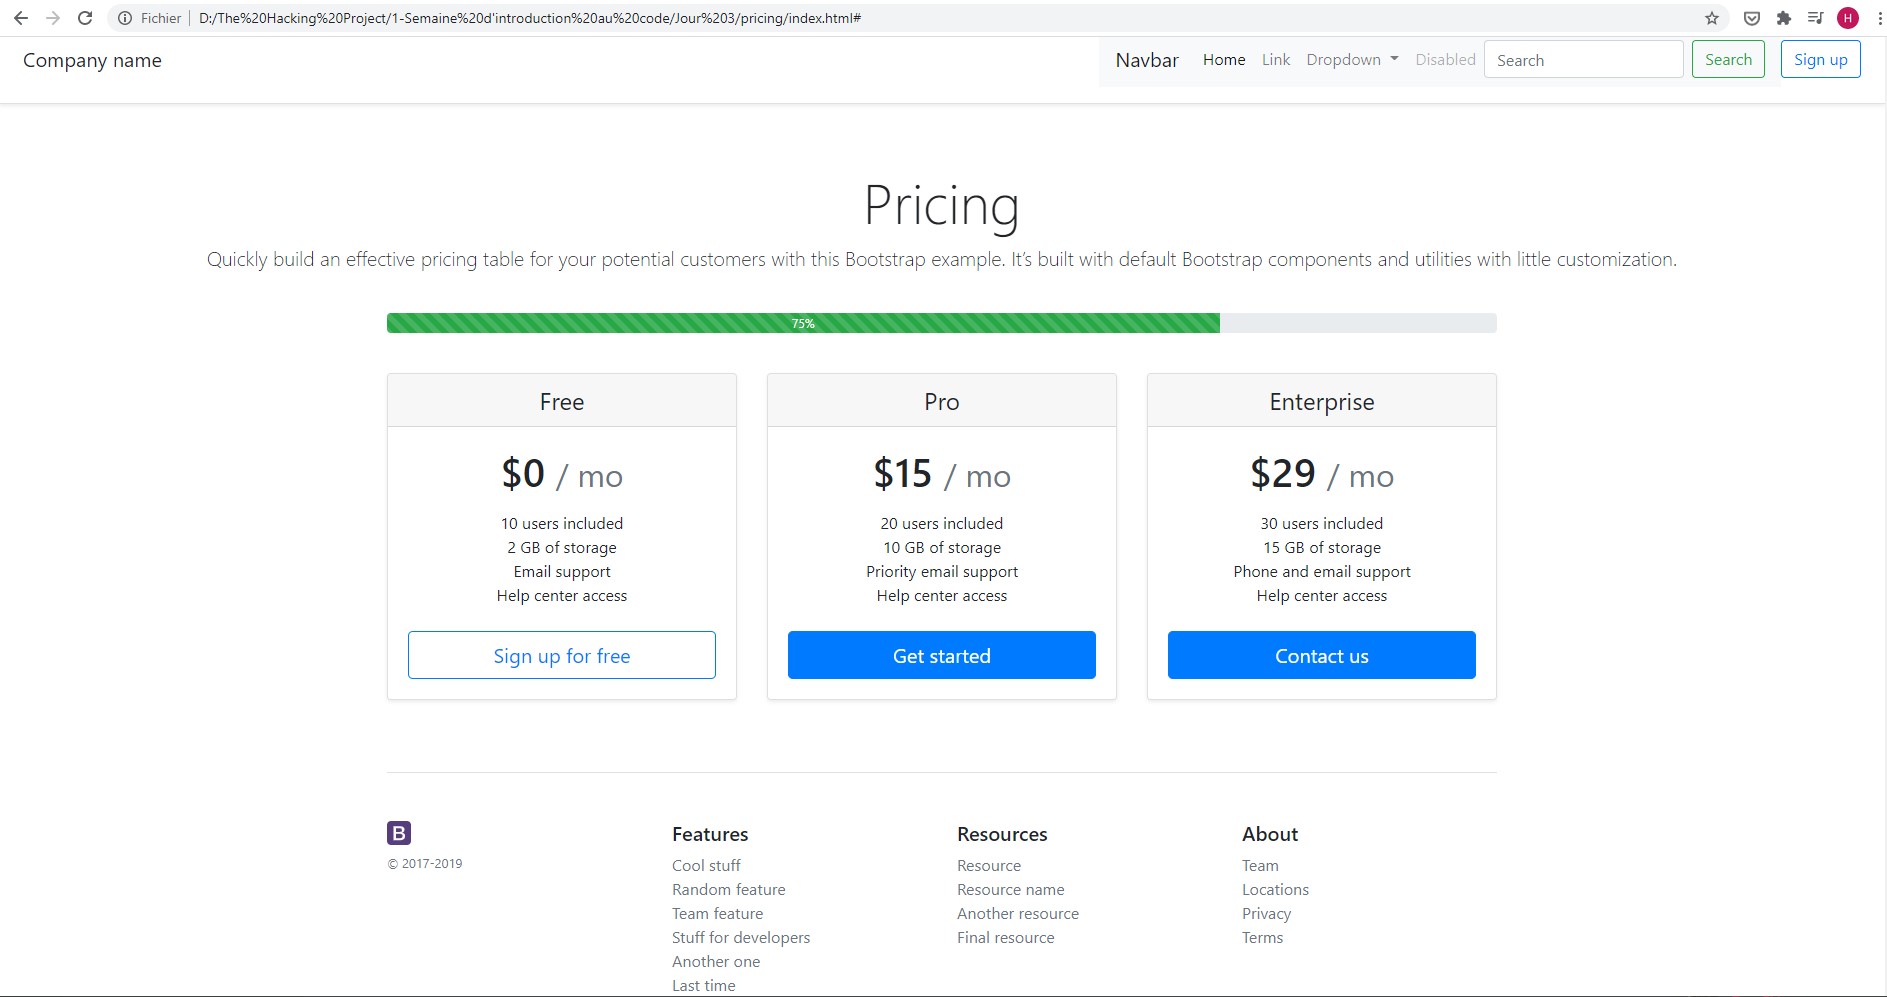 Fichier | D:/The%20Hacking%20Project/1-Semaine%20d'introduction%20au%20code/Jour%203/pricing/index.html#
H
Company name
Navbar Home Link Dropdown Disabled Search Search Sign up
Pricing
Quickly build an effective pricing table for your potential customers with this Bootstrap example. It’s built with default Bootstrap components and utilities with little customization.
75%
Free
$0 / mo
10 users included
2 GB of storage
Email support
Help center access
Sign up for free
Pro
$15 / mo
20 users included
10 GB of storage
Priority email support
Help center access
Get started
Enterprise
$29 / mo
30 users included
15 GB of storage
Phone and email support
Help center access
Contact us
B
© 2017-2019
Features
Cool stuff
Random feature
Team feature
Stuff for developers
Another one
Last time
Resources
Resource
Resource name
Another resource
Final resource
About
Team
Locations
Privacy
Terms